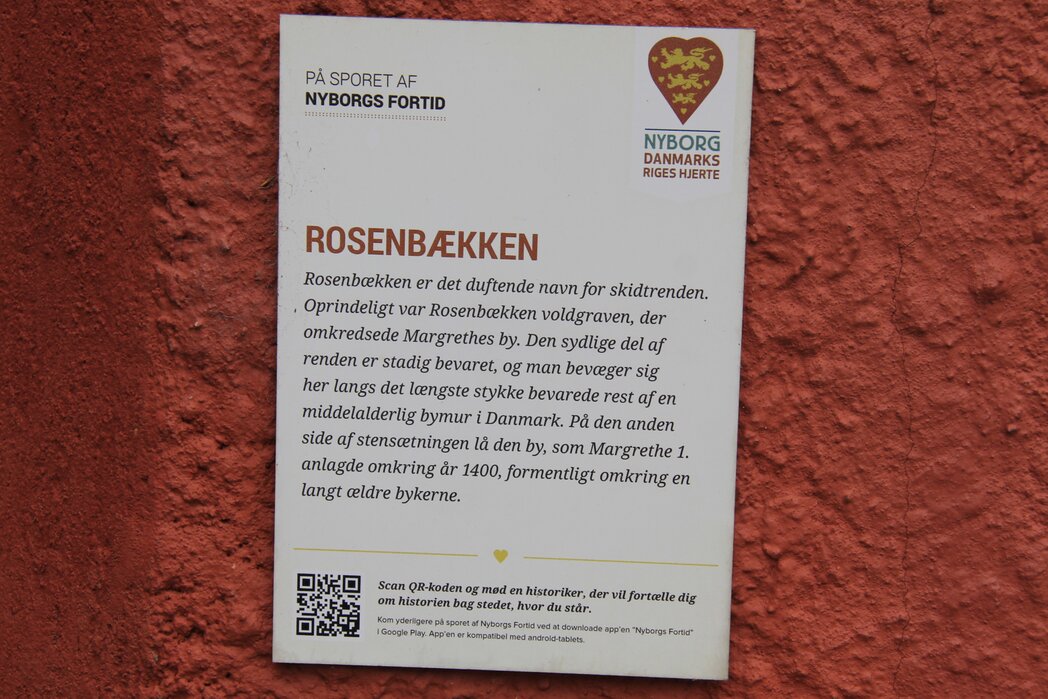 PÅ SPORET AF
NYBORGS FORTID
NYBORG
DANMARKS
RIGES HJERTE
ROSENBÆKKEN
Rosenbækken er det duftende navn for skidtrenden.
Oprindeligt var Rosenbækken voldgraven, der
omkredsede Margrethes by. Den sydlige del af
renden er stadig bevaret, og man bevæger sig
her langs det længste stykke bevarede rest af en
middelalderlig bymur i Danmark. På den anden
side af stensætningen lå den by, som Margrethe 1.
anlagde omkring år 1400, formentligt omkring en
langt ældre bykerne.
Scan QR-koden og mød en historiker, der vil fortælle dig
om historien bag stedet, hvor du står.
Kom yderligere på sporet af Nyborgs Fortid ved at downloade app'en "Nyborgs Fortid"
i Google Play. App'en er kompatibel med android-tablets.